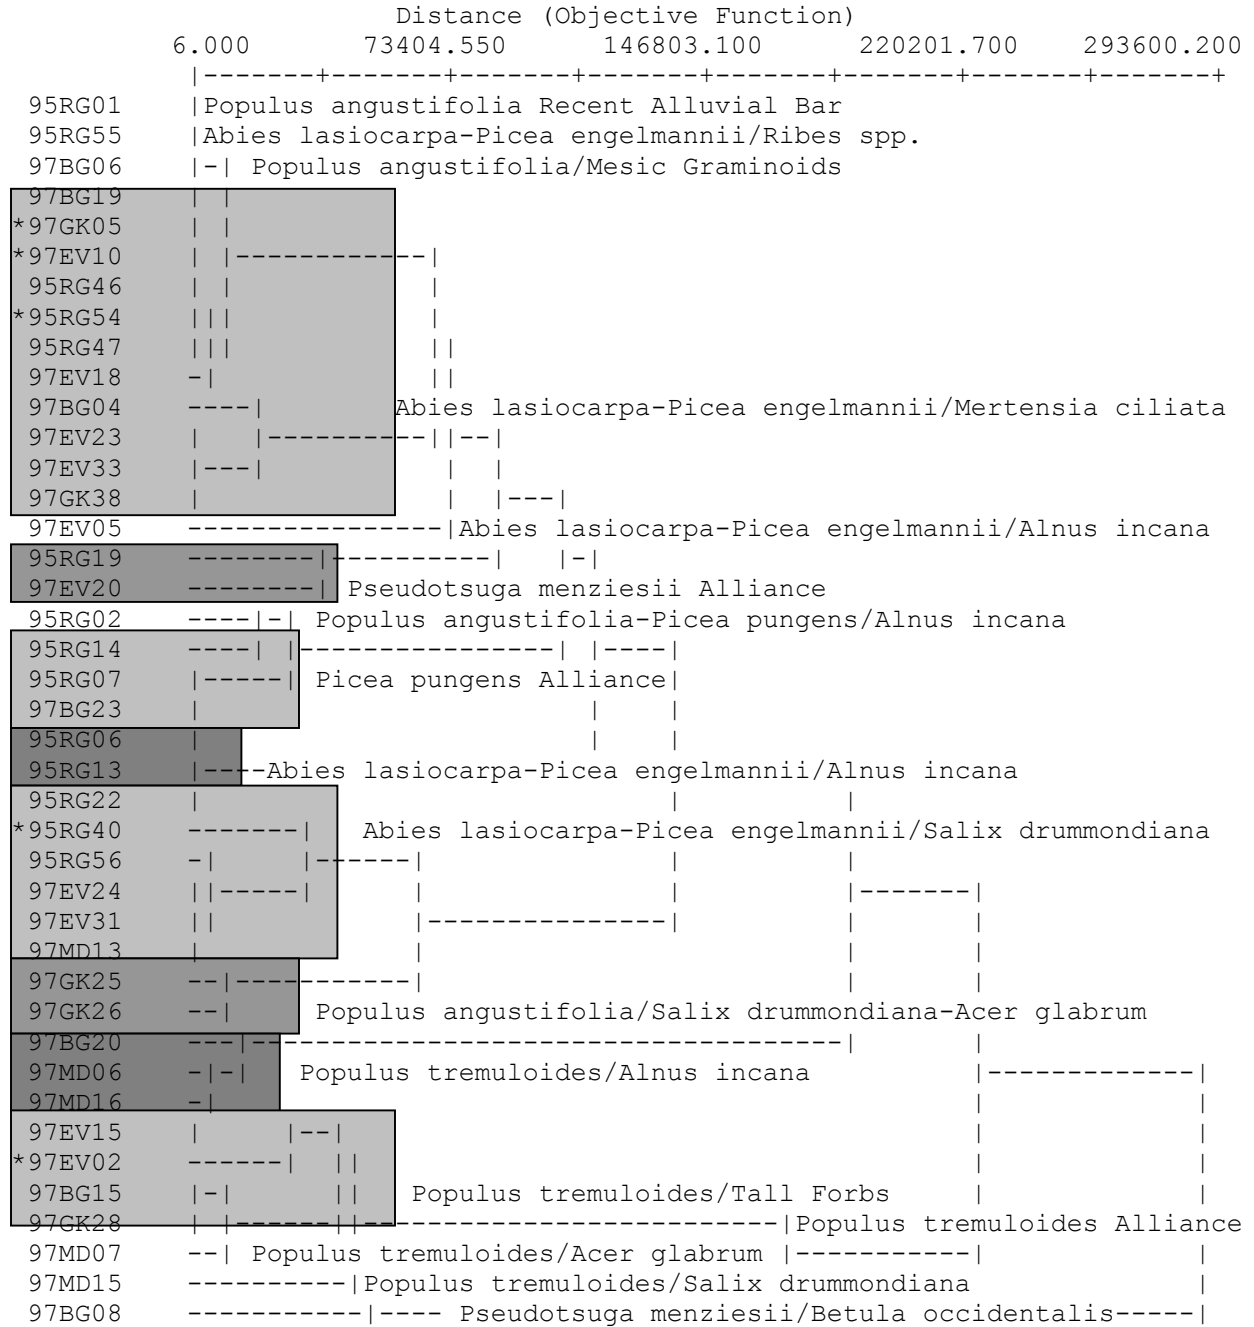 Distance (Objective Function)
6.000 73404.550 146803.100 220201.700 293600.200
|-------+-------+-------+-------+-------+-------+-------+-------+
95RG01 |Populus angustifolia Recent Alluvial Bar
95RG55 |Abies lasiocarpa-Picea engelmannii/Ribes spp.
97BG06 |-| Populus angustifolia/Mesic Graminoids
97BG19 | |
*97GK05 | |
*97EV10 | |------------|
95RG46 | | |
*95RG54 ||| |
95RG47 ||| ||
97EV18 -| ||
97BG04 ----| Abies lasiocarpa-Picea engelmannii/Mertensia ciliata
97EV23 | |----------||--|
97EV33 |---| | |
97GK38 | | |---|
97EV05 ----------------|Abies lasiocarpa-Picea engelmannii/Alnus incana
95RG19 --------|----------| |-|
97EV20 --------| Pseudotsuga menziesii Alliance
95RG02 ----|-| Populus angustifolia-Picea pungens/Alnus incana
95RG14 ----| |----------------| |----|
95RG07 |-----| Picea pungens Alliance|
97BG23 | | |
95RG06 | | |
95RG13 |----Abies lasiocarpa-Picea engelmannii/Alnus incana
95RG22 | | |
*95RG40 -------| Abies lasiocarpa-Picea engelmannii/Salix drummondiana
95RG56 -| |------| | |
97EV24 ||-----| | | |-------|
97EV31 || |---------------| | |
97MD13 | | | |
97GK25 --|-----------| | |
97GK26 --| Populus angustifolia/Salix drummondiana-Acer glabrum
97BG20 ----|-------------------------------------| |
97MD06 -|-| Populus tremuloides/Alnus incana |-------------|
97MD16 -| | |
97EV15 | |--| | |
*97EV02 ------| || | |
97BG15 |-| || Populus tremuloides/Tall Forbs | |
97GK28 | |------||--------------------------|Populus tremuloides Alliance
97MD07 --| Populus tremuloides/Acer glabrum |-----------| |
97MD15 ----------|Populus tremuloides/Salix drummondiana |
97BG08 -----------|---- Pseudotsuga menziesii/Betula occidentalis-----|